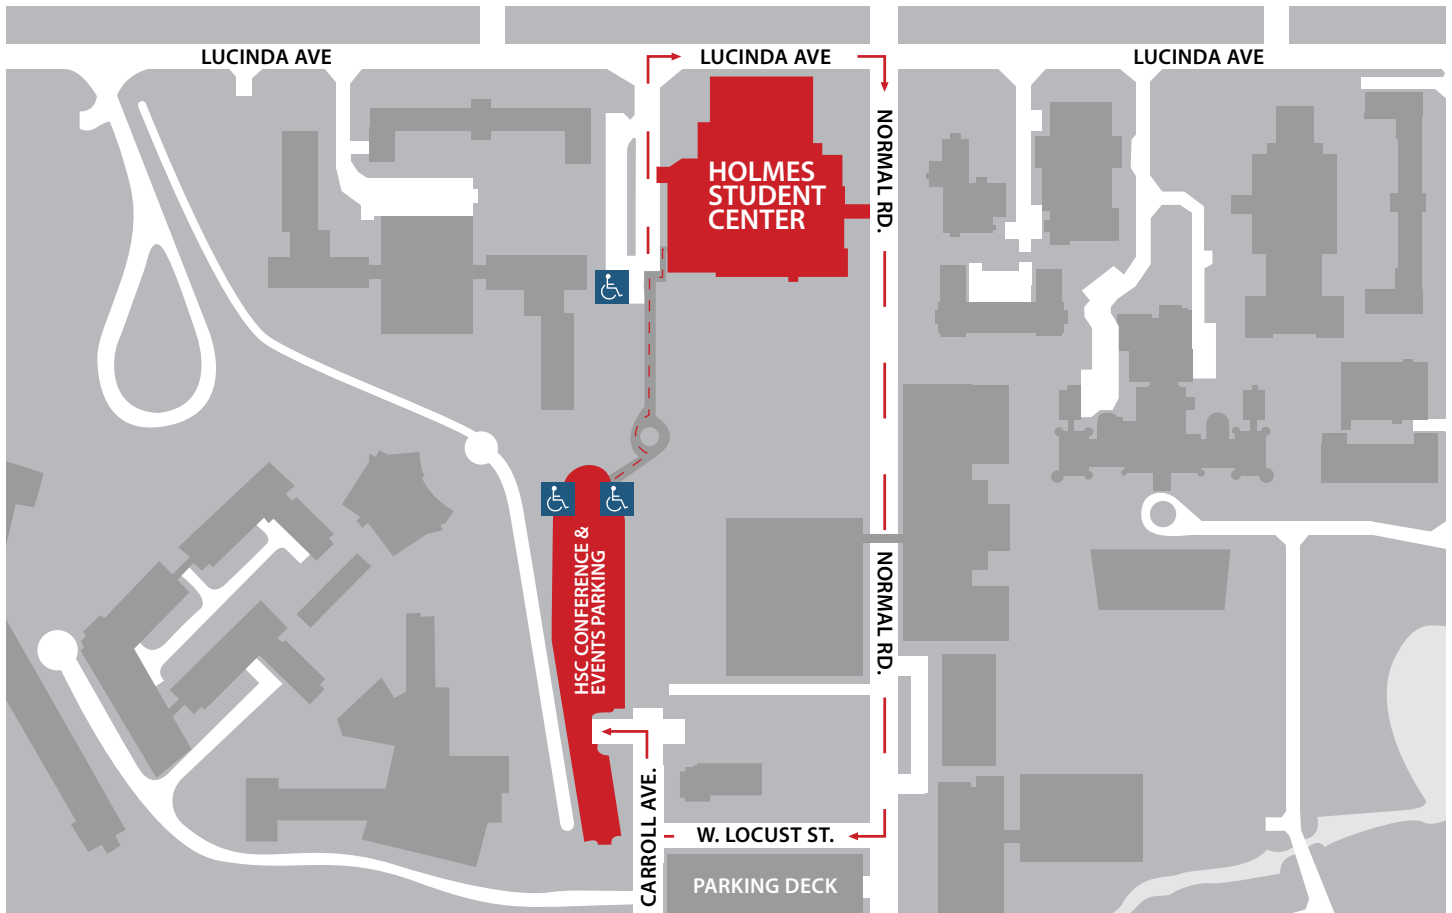 LUCINDA AVE
LUCINDA AVE
LUCINDA AVE
NORMAL RD.
HOLMES
STUDENT
CENTER
HSC CONFERENCE &
EVENTS PARKING
NORMAL RD.
CARROLL AVE.
W. LOCUST ST.
PARKING DECK